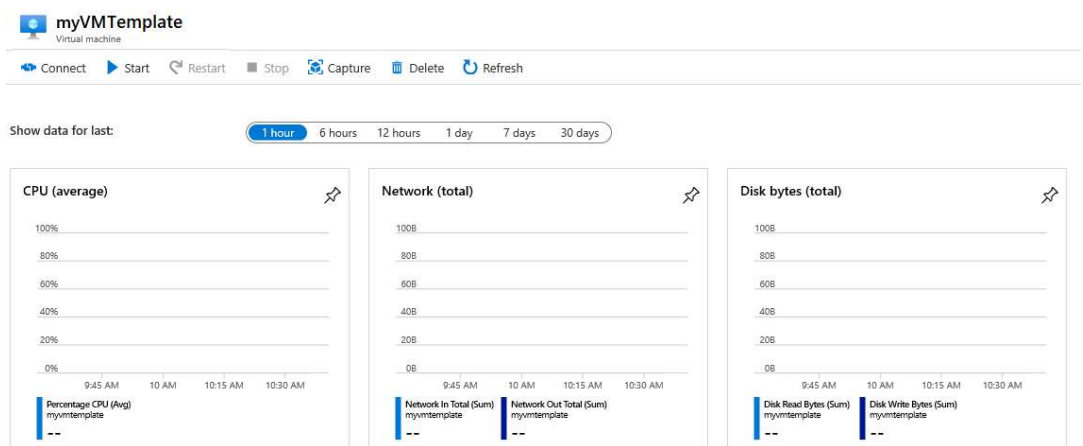 myVMTemplate
Virtual machine
Connect Start Restart Stop Capture Delete Refresh
Show data for last: 1 hour 6 hours 12 hours 1 day 7 days 30 days
CPU (average)
100%
80%
60%
40%
20%
0%
9:45 AM 10 AM 10:15 AM 10:30 AM
Percentage CPU (Avg)
myvmtemplate
--
Network (total)
100B
80B
60B
40B
20B
0B
9:45 AM 10 AM 10:15 AM 10:30 AM
Network In Total (Sum) Network Out Total (Sum)
myvmtemplate myvmtemplate
-- --
Disk bytes (total)
100B
80B
60B
40B
20B
0B
9:45 AM 10 AM 10:15 AM 10:30 AM
Disk Read Bytes (Sum) Disk Write Bytes (Sum)
myvmtemplate myvmtemplate
-- --